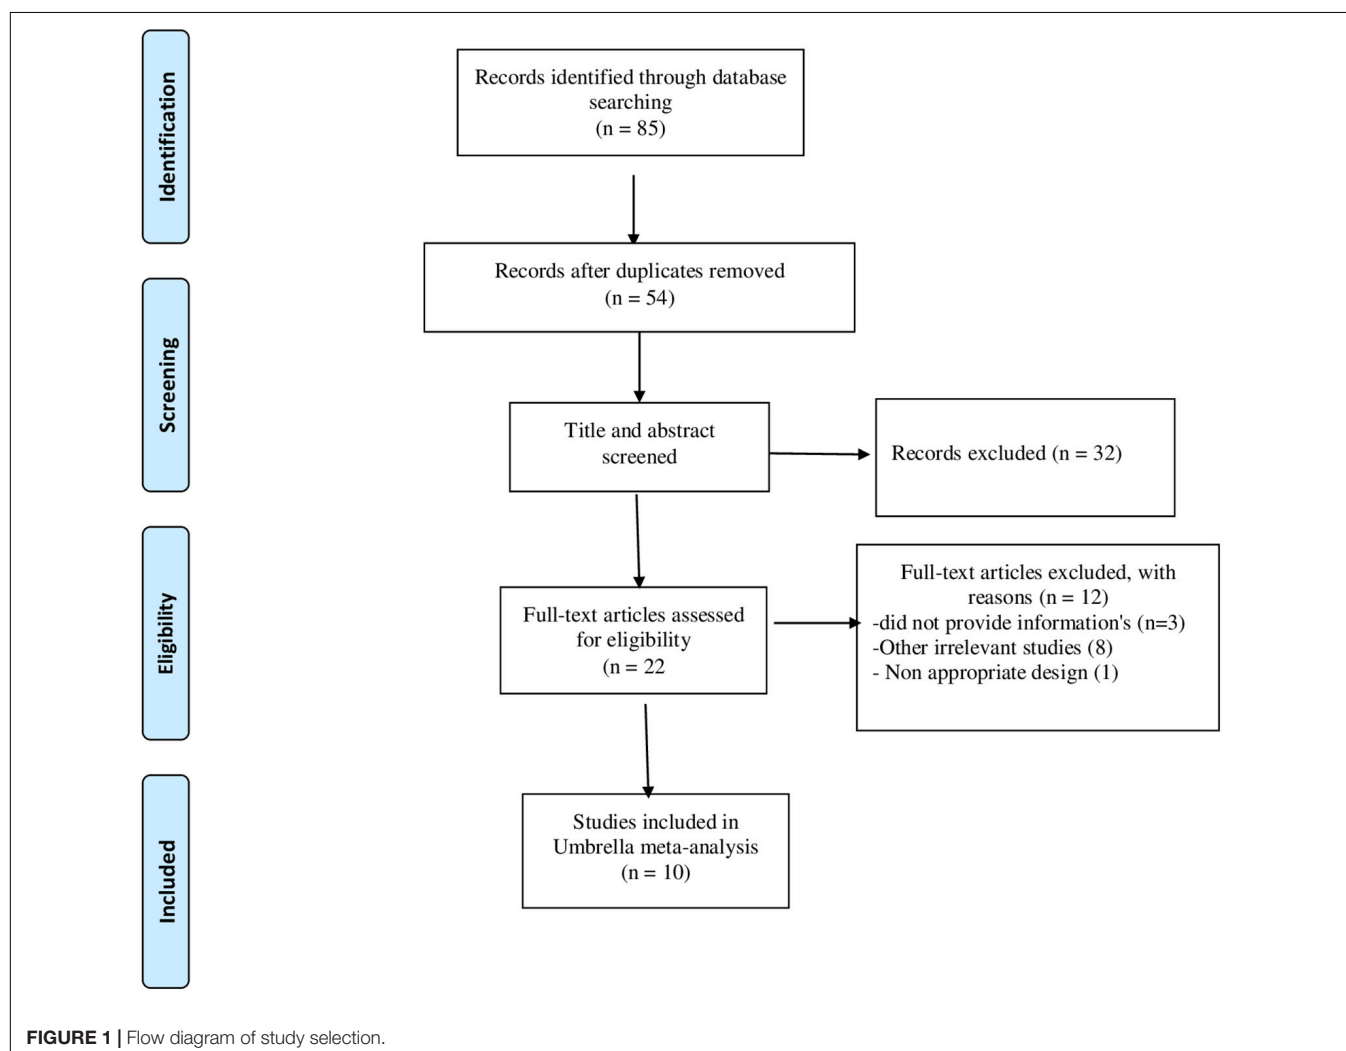 Identification
Records identified through database
searching
(n = 85)
Records after duplicates removed
(n = 54)
Screening
Title and abstract
screened
Records excluded (n = 32)
Eligibility
Full-text articles assessed
for eligibility
(n = 22
Full-text articles excluded, with
reasons (n = 12)
-did not provide information's (n=3)
-Other irrelevant studies (8)
- Non appropriate design (1)
Included
Studies included in
Umbrella meta-analysis
(n = 10)
FIGURE 1 | Flow diagram of study selection.